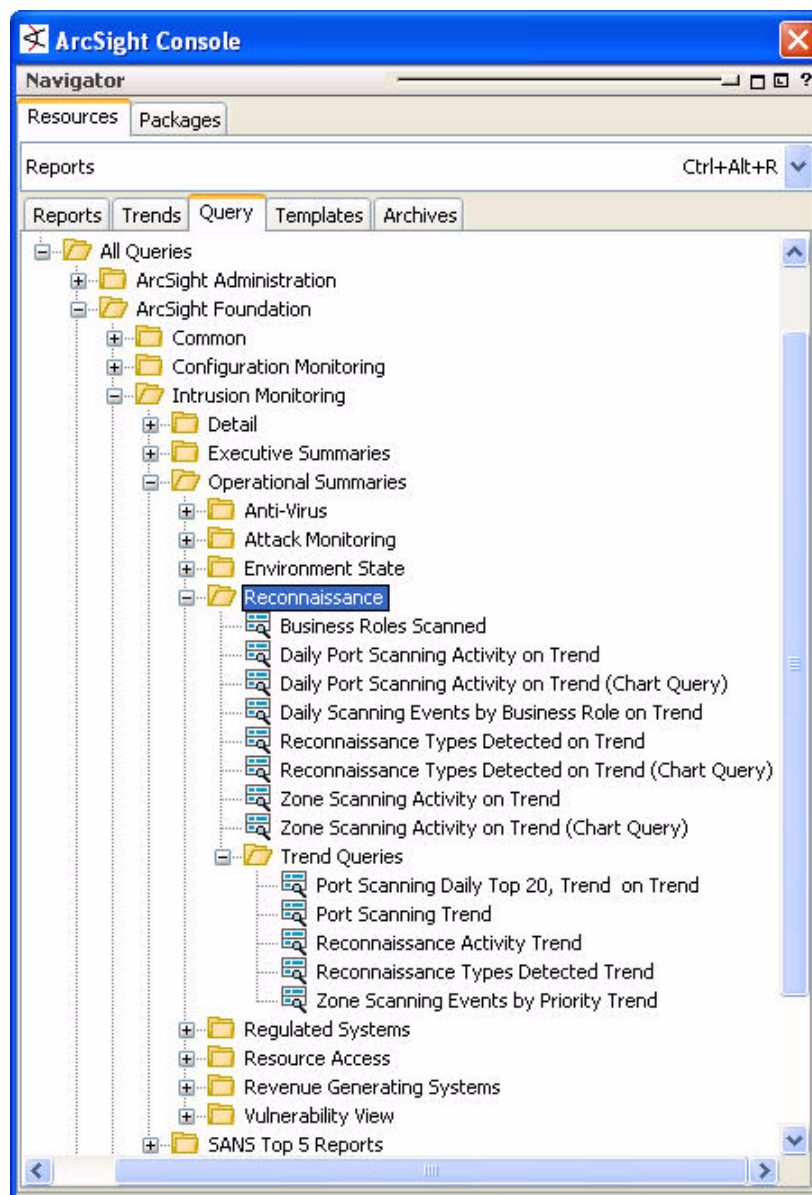 ArcSight Console
Navigator ?
Resources Packages
Reports Ctrl+Alt+R
Reports Trends Query Templates Archives
All Queries
ArcSight Administration
ArcSight Foundation
Common
Configuration Monitoring
Intrusion Monitoring
Detail
Executive Summaries
Operational Summaries
Anti-Virus
Attack Monitoring
Environment State
Reconnaissance
Business Roles Scanned
Daily Port Scanning Activity on Trend
Daily Port Scanning Activity on Trend (Chart Query)
Daily Scanning Events by Business Role on Trend
Reconnaissance Types Detected on Trend
Reconnaissance Types Detected on Trend (Chart Query)
Zone Scanning Activity on Trend
Zone Scanning Activity on Trend (Chart Query)
Trend Queries
Port Scanning Daily Top 20, Trend on Trend
Port Scanning Trend
Reconnaissance Activity Trend
Reconnaissance Types Detected Trend
Zone Scanning Events by Priority Trend
Regulated Systems
Resource Access
Revenue Generating Systems
Vulnerability View
SANS Top 5 Reports